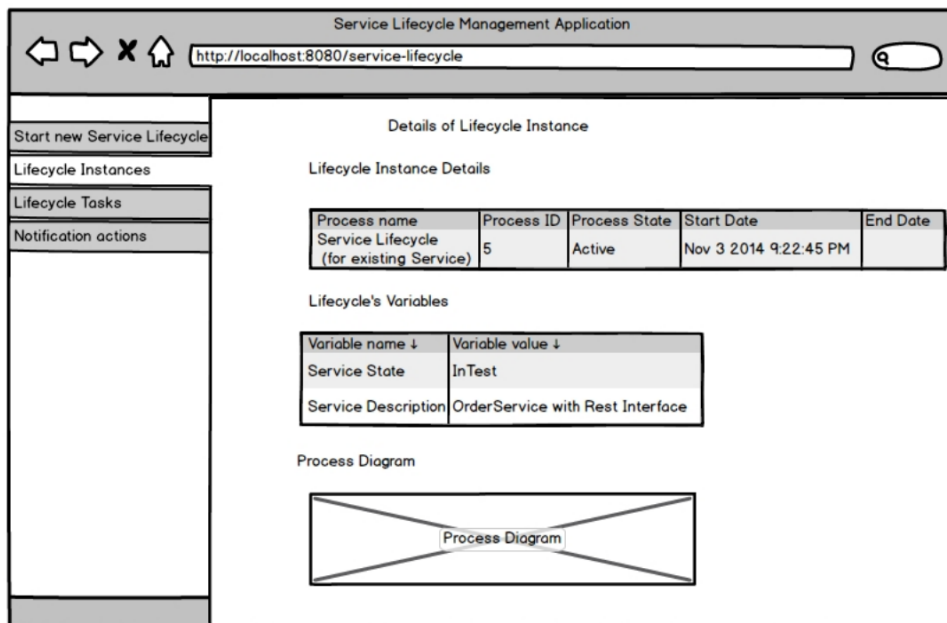 Service Lifecycle Management Application
http://localhost:8080/service-lifecycle
Start new Service Lifecycle
Lifecycle Instances
Lifecycle Tasks
Notification actions
Details of Lifecycle Instance
Lifecycle Instance Details
Process name Process ID Process State Start Date End Date
Service Lifecycle
(for existing Service) 5 Active Nov 3 2014 9:22:45 PM
Lifecycle's Variables
Variable name ↓ Variable value ↓
Service State InTest
Service Description OrderService with Rest Interface
Process Diagram
Process Diagram